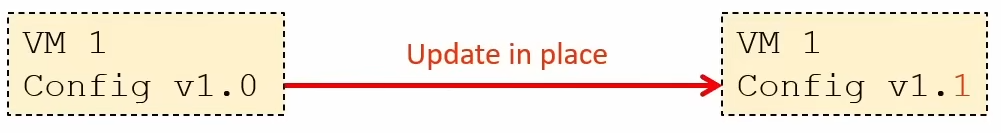 VM 1
Config v1.0
Update in place
VM 1
Config v1.1